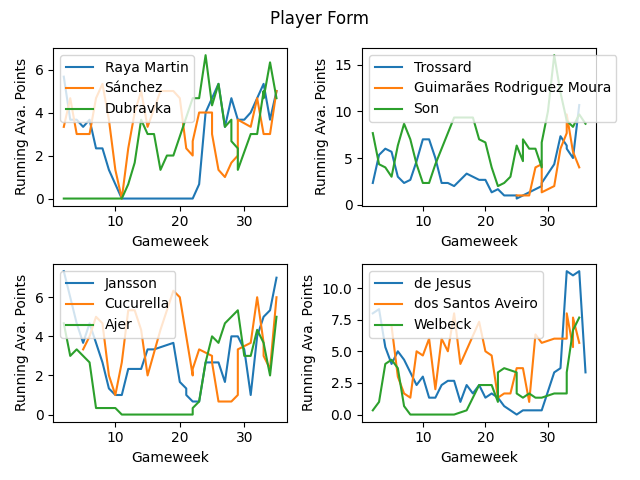 Player Form
Running Ava. Points
6
4
2
0
Raya Martin
Sánchez
Dubravka
10
20
30
Gameweek
Running Ava. Points
15
10
5
0
Trossard
Guimarães Rodriguez Moura
Son
10
20
30
Gameweek
Running Ava. Points
6
4
2
0
Jansson
Cucurella
Ajer
10
20
30
Gameweek
Running Ava. Points
10.0
7.5
5.0
2.5
0.0
de Jesus
dos Santos Aveiro
Welbeck
10
20
30
Gameweek